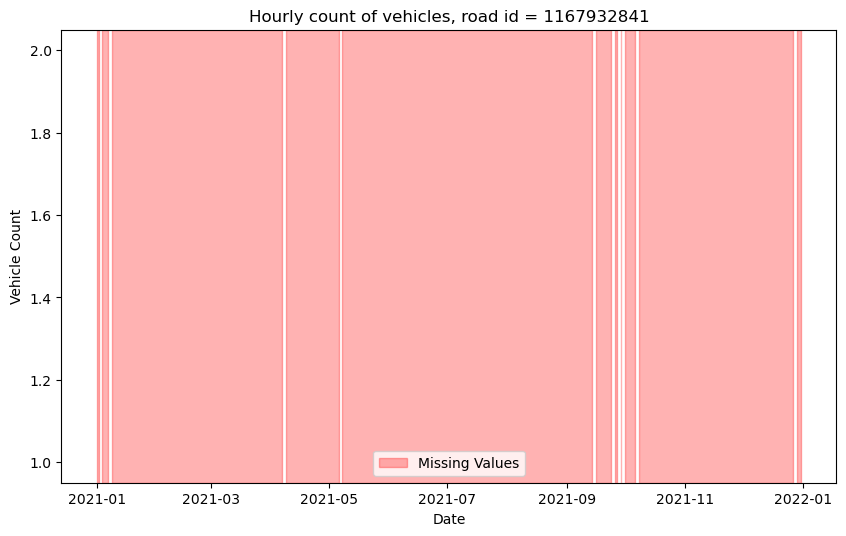 Hourly count of vehicles, road id = 1167932841
2.0
1.8
1.6
1.4
1.2
1.0
Vehicle Count
Missing Values
2021-01 2021-03 2021-05 2021-07 2021-09 2021-11 2022-01
Date